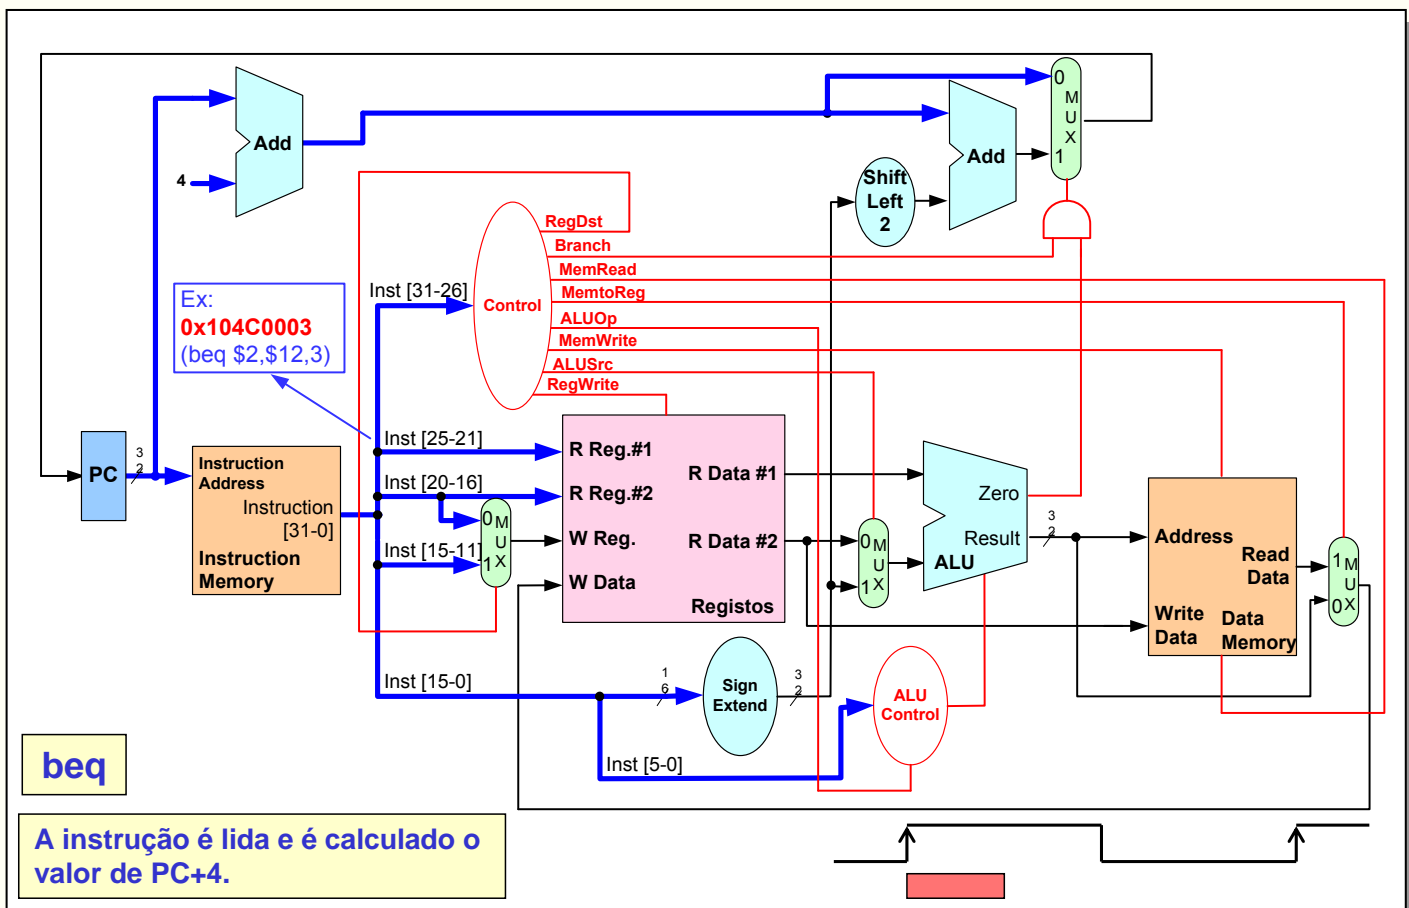 0
M
U
X
1
Add
4
Add
Shift
Left
2
RegDst
Branch
MemRead
MemtoReg
ALUOp
MemWrite
ALUSrc
RegWrite
Control
Inst [31-26]
Ex:
0x104C0003
(beq $2,$12,3)
PC
32
Instruction
Address
Instruction
[31-0]
Instruction
Memory
Inst [25-21]
Inst [20-16]
Inst [15-11]
0
M
U
X
1
R Reg.#1
R Reg.#2
W Reg.
W Data
R Data #1
R Data #2
Registos
0
M
U
X
1
Zero
Result
ALU
32
Address
Read
Data
Write
Data
Data
Memory
1
M
U
X
0
Inst [15-0]
16
Sign
Extend
32
ALU
Control
Inst [5-0]
beq
A instrução é lida e é calculado o
valor de PC+4.